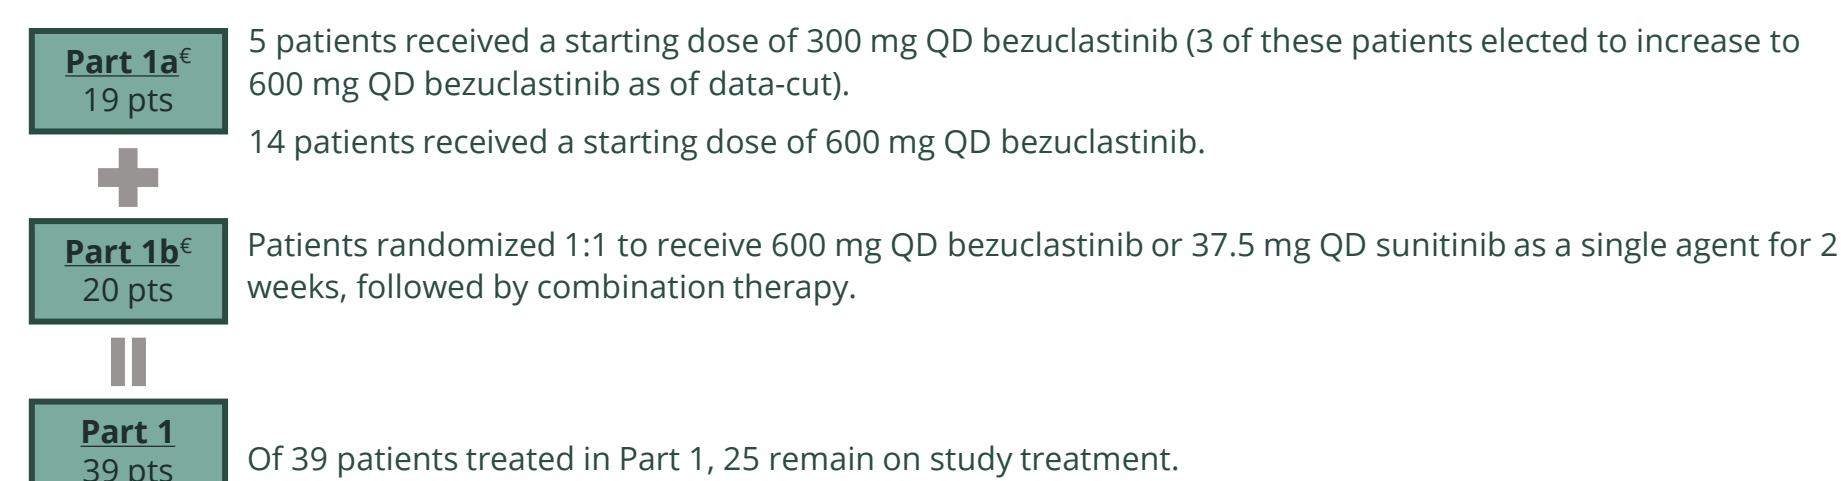 Part 1a€
19 pts
5 patients received a starting dose of 300 mg QD bezuclastinib (3 of these patients elected to increase to
600 mg QD bezuclastinib as of data-cut).
14 patients received a starting dose of 600 mg QD bezuclastinib.
Part 1b€
20 pts
Patients randomized 1:1 to receive 600 mg QD bezuclastinib or 37.5 mg QD sunitinib as a single agent for 2
weeks, followed by combination therapy.
Part 1
39 pts
Of 39 patients treated in Part 1, 25 remain on study treatment.